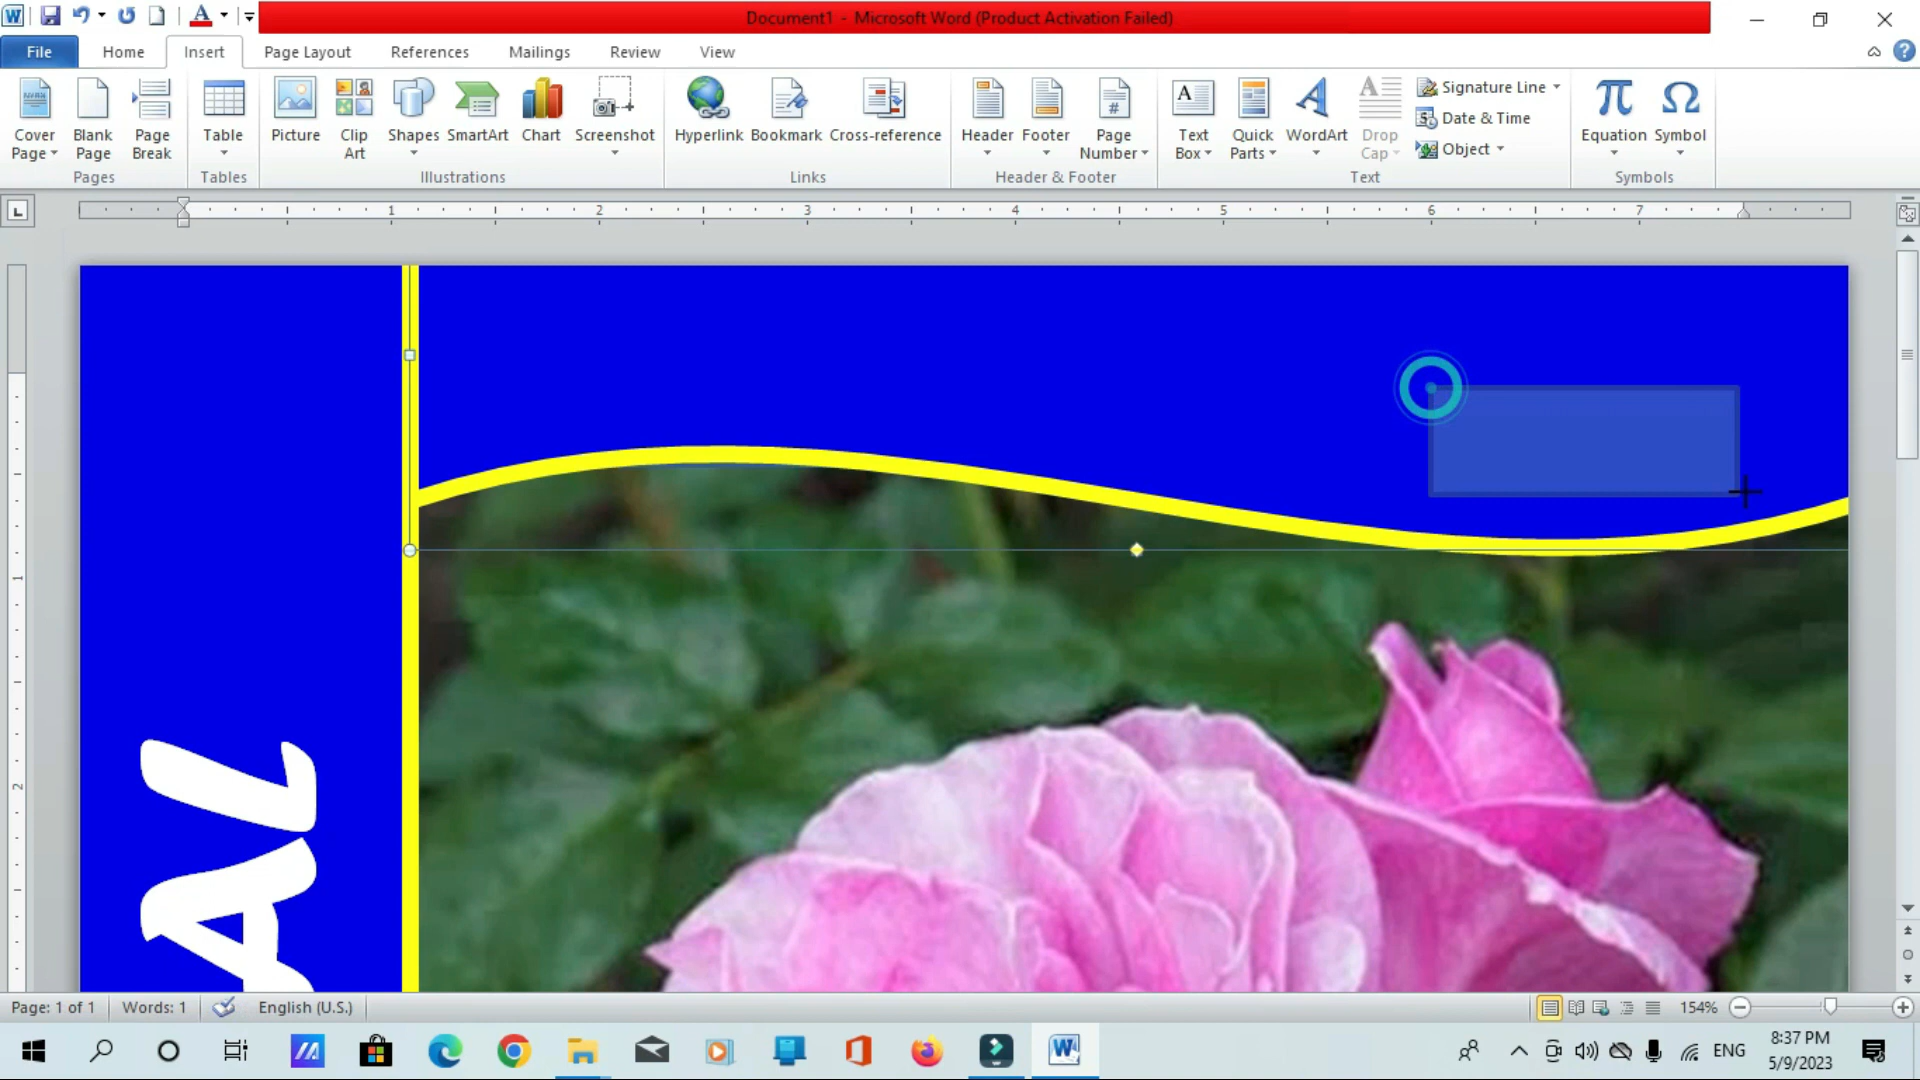 Document1 - Microsoft Word (Product Activation Failed)
File Home Insert Page Layout References Mailings Review View
Cover Page
Blank Page
Page Break
Table
Picture
Clip Art
Shapes
SmartArt
Chart
Screenshot
Hyperlink
Bookmark
Cross-reference
Header
Footer
Page Number
Text Box
Quick Parts
WordArt
Drop Cap
Signature Line
Date & Time
Object
Equation
Symbol
Pages Tables Illustrations Links Header & Footer Text Symbols
1 2 3 4 5 6 7
1
2
AL
Page: 1 of 1 Words: 1 English (U.S.) 154%
ENG
8:37 PM
5/9/2023